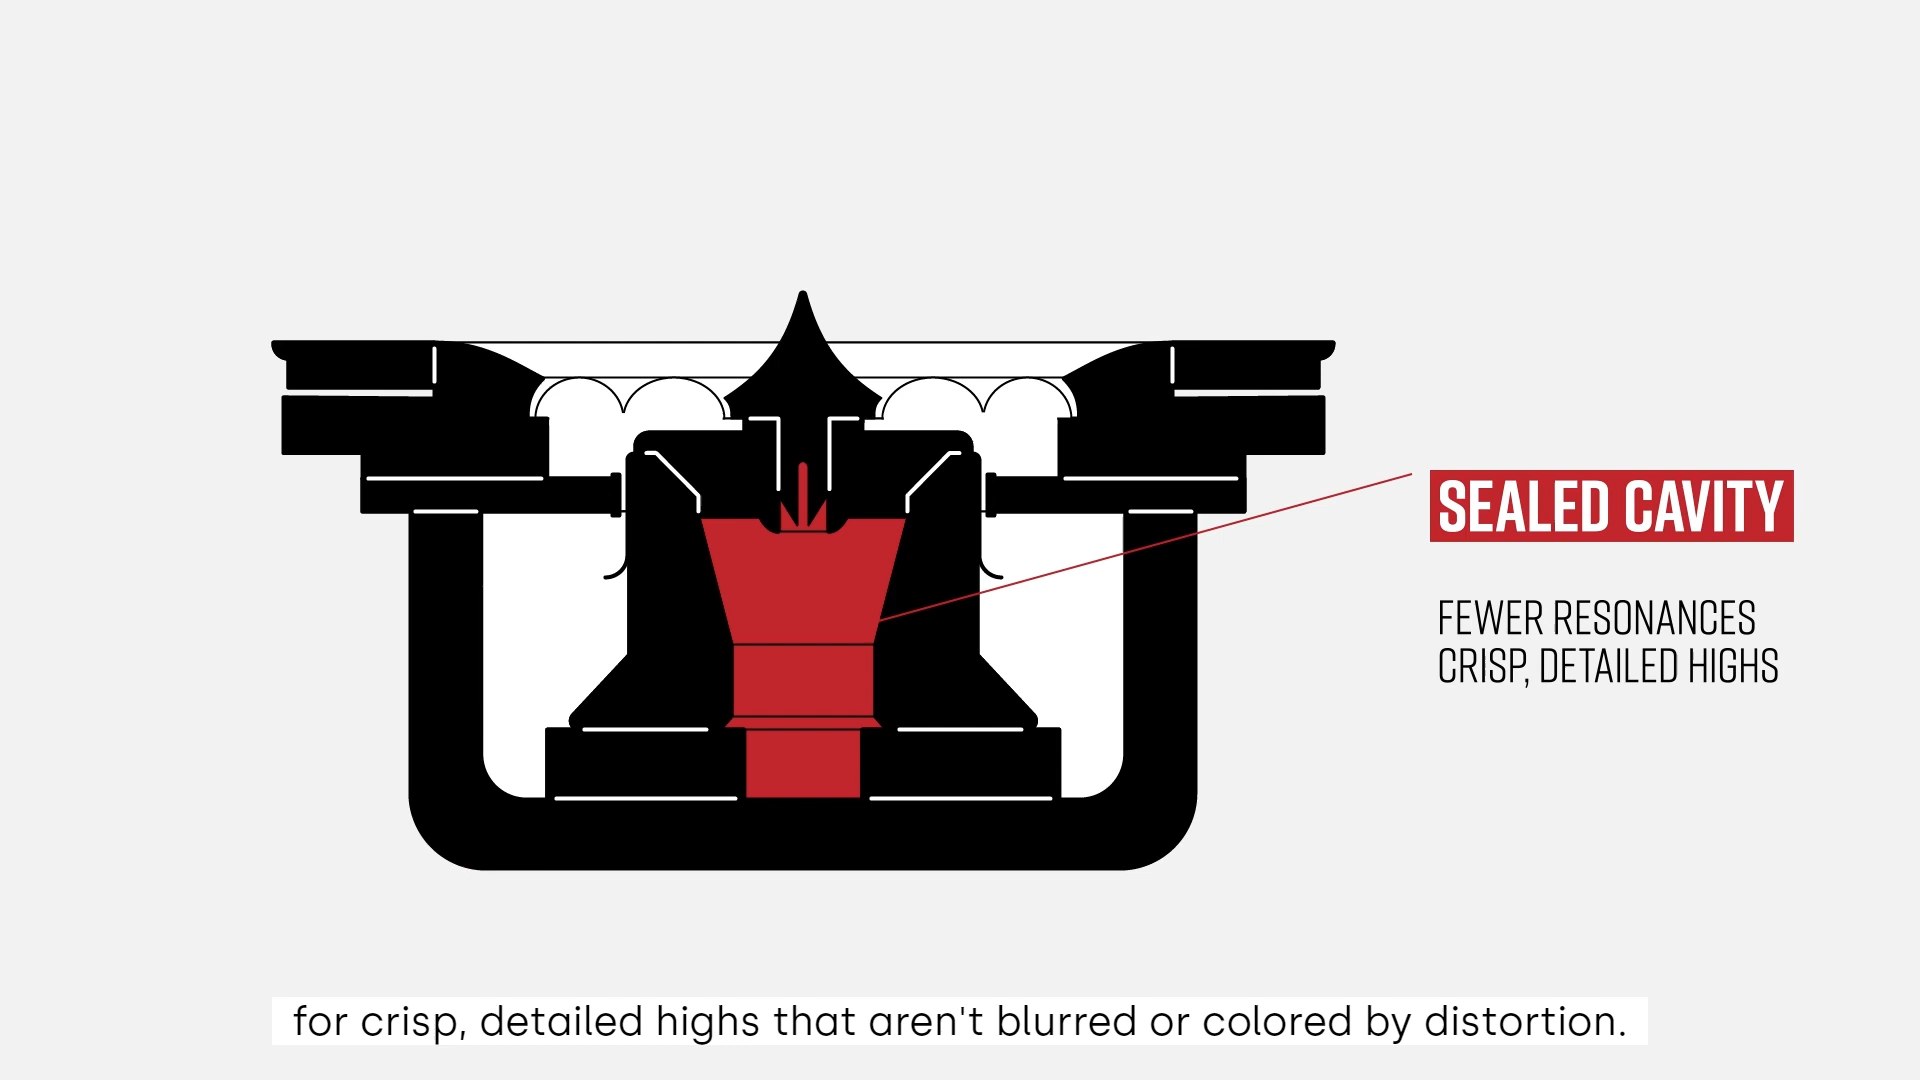 SEALED CAVITY
FEWER RESONANCES
CRISP, DETAILED HIGHS
for crisp, detailed highs that aren't blurred or colored by distortion.